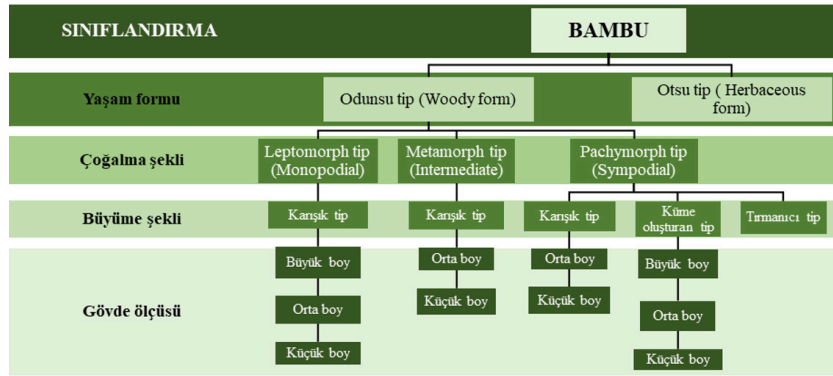 SINIFLANDIRMA
BAMBU
Yaşam formu
Odunsu tip (Woody form)
Otsu tip ( Herbaceous
form)
Çoğalma şekli
Leptomorph tip
(Monopodial)
Metamorph tip
(Intermediate)
Pachymorph tip
(Sympodial)
Büyüme şekli
Karışık tip
Karışık tip
Karışık tip
Küme
oluşturan tip
Tırmanıcı tip
Gövde ölçüsü
Büyük boy
Orta boy
Küçük boy
Orta boy
Küçük boy
Orta boy
Küçük boy
Büyük boy
Orta boy
Küçük boy